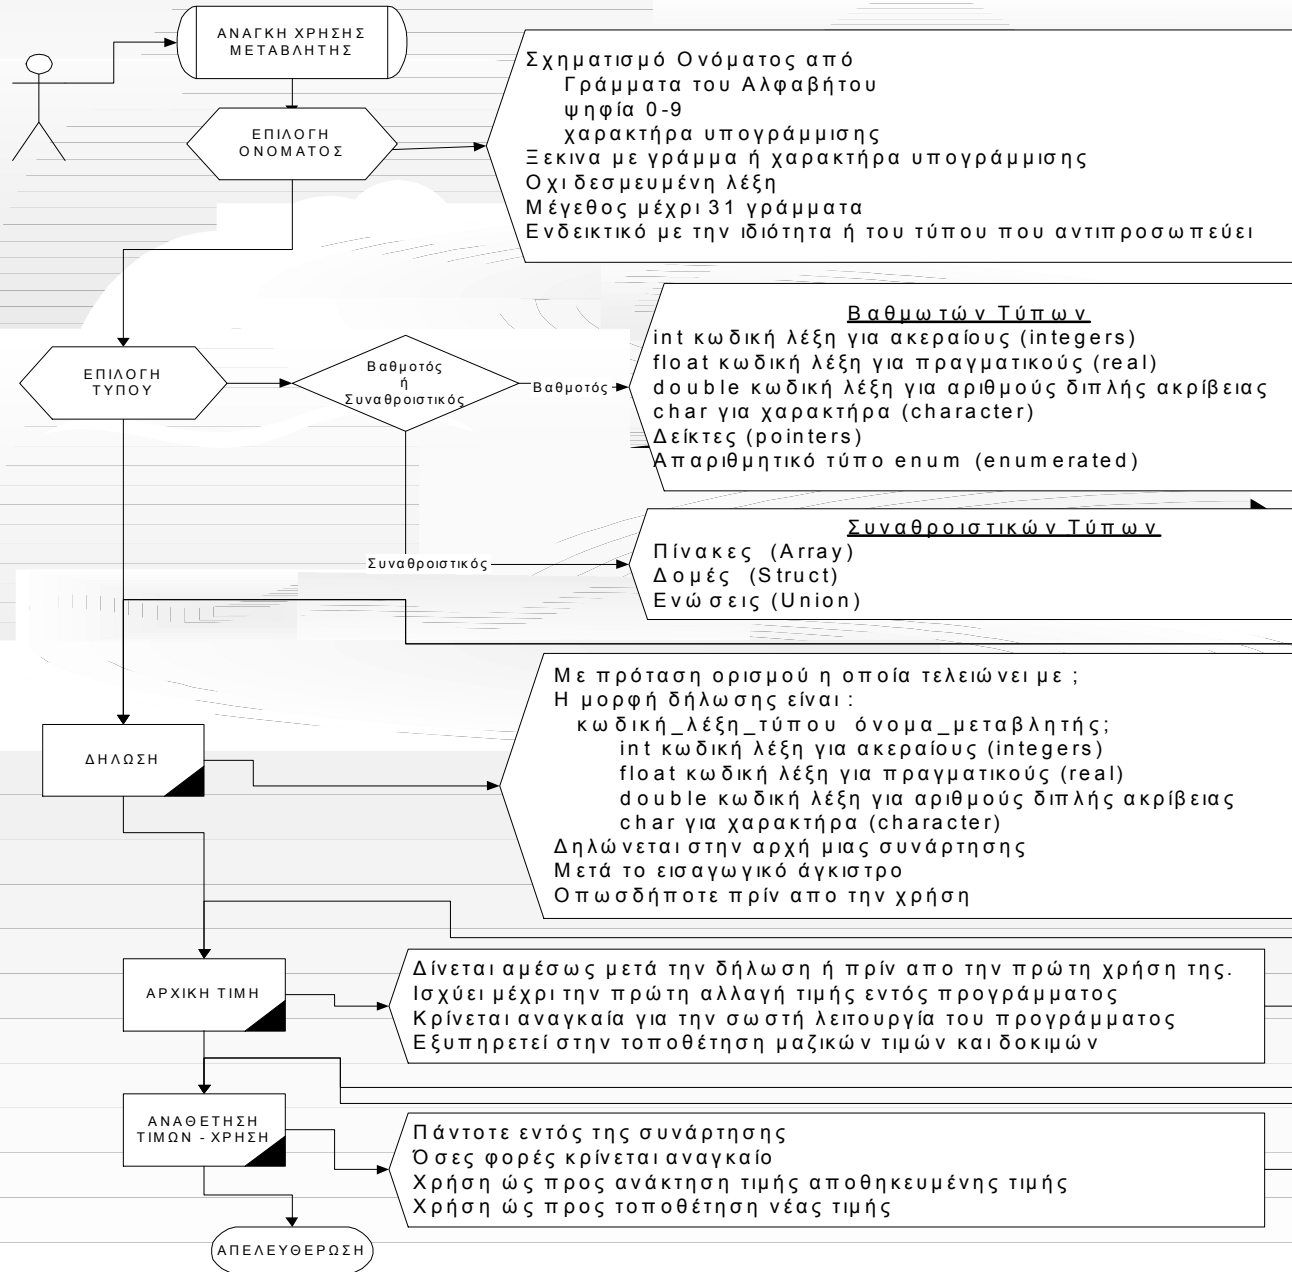 ΑΝΑΓΚΗ ΧΡΗΣΗΣ
ΜΕΤΑΒΛΗΤΗΣ
ΕΠΙΛΟΓΗ
ΟΝΟΜΑΤΟΣ
Σχηματισμό Ονόματος από
Γράμματα του Αλφαβήτου
ψηφία 0-9
χαρακτήρα υπογράμμισης
Ξεκινα με γράμμα ή χαρακτήρα υπογράμμισης
Οχι δεσμευμένη λέξη
Μέγεθος μέχρι 31 γράμματα
Ενδεικτικό με την ιδιότητα ή του τύπου που αντιπροσωπεύει
ΕΠΙΛΟΓΗ
ΤΥΠΟΥ
Βαθμοτός
ή
Συναθροιστικός
Βαθμοτός
Βαθμωτών Τύπων
int κωδική λέξη για ακεραίους (integers)
float κωδική λέξη για πραγματικούς (real)
double κωδική λέξη για αριθμούς διπλής ακρίβειας
char για χαρακτήρα (character)
Δείκτες (pointers)
Απαριθμητικό τύπο enum (enumerated)
Συναθροιστικός
Συναθροιστικών Τύπων
Πίνακες (Array)
Δομές (Struct)
Ενώσεις (Union)
ΔΗΛΩΣΗ
Με πρόταση ορισμού η οποία τελειώνει με ;
Η μορφή δήλωσης είναι :
κωδική_λέξη_τύπου όνομα_μεταβλητής;
int κωδική λέξη για ακεραίους (integers)
float κωδική λέξη για πραγματικούς (real)
double κωδική λέξη για αριθμούς διπλής ακρίβειας
char για χαρακτήρα (character)
Δηλώνεται στην αρχή μιας συνάρτησης
Μετά το εισαγωγικό άγκιστρο
Οπωσδήποτε πρίν απο την χρήση
ΑΡΧΙΚΗ ΤΙΜΗ
Δίνεται αμέσως μετά την δήλωση ή πρίν απο την πρώτη χρήση της.
Ισχύει μέχρι την πρώτη αλλαγή τιμής εντός προγράμματος
Κρίνεται αναγκαία για την σωστή λειτουργία του προγράμματος
Εξυπηρετεί στην τοποθέτηση μαζικών τιμών και δοκιμών
ΑΝΑΘΕΤΗΣΗ
ΤΙΜΩΝ - ΧΡΗΣΗ
Πάντοτε εντός της συνάρτησης
Όσες φορές κρίνεται αναγκαίο
Χρήση ώς προς ανάκτηση τιμής αποθηκευμένης τιμής
Χρήση ώς προς τοποθέτηση νέας τιμής
ΑΠΕΛΕΥΘΕΡΩΣΗ